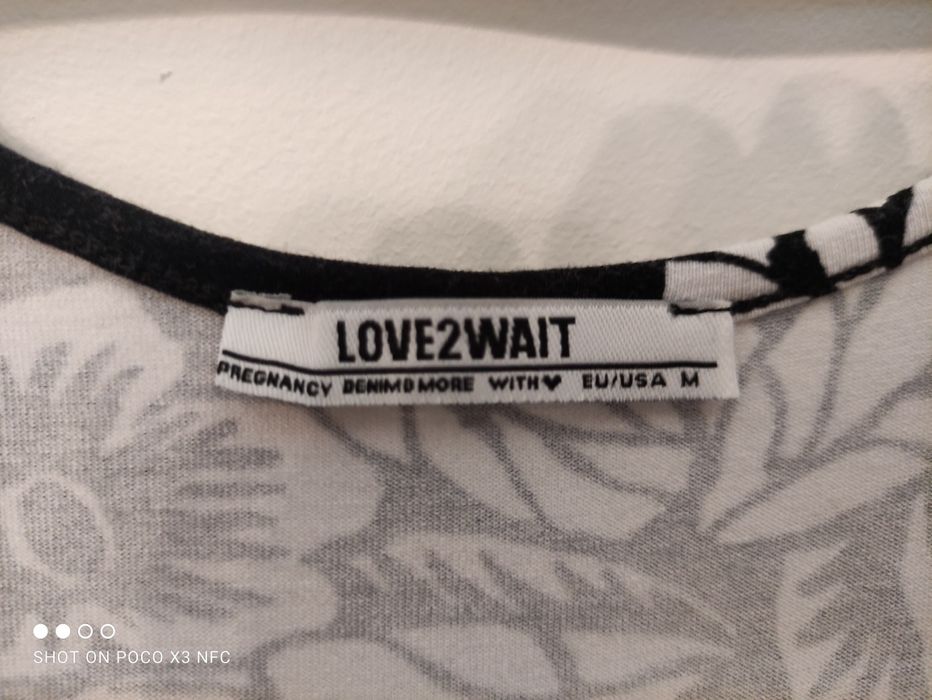 LOVE2WAIT
PREGNANCY DENIM&MORE WITH♥ EU/USA M
SHOT ON POCO X3 NFC